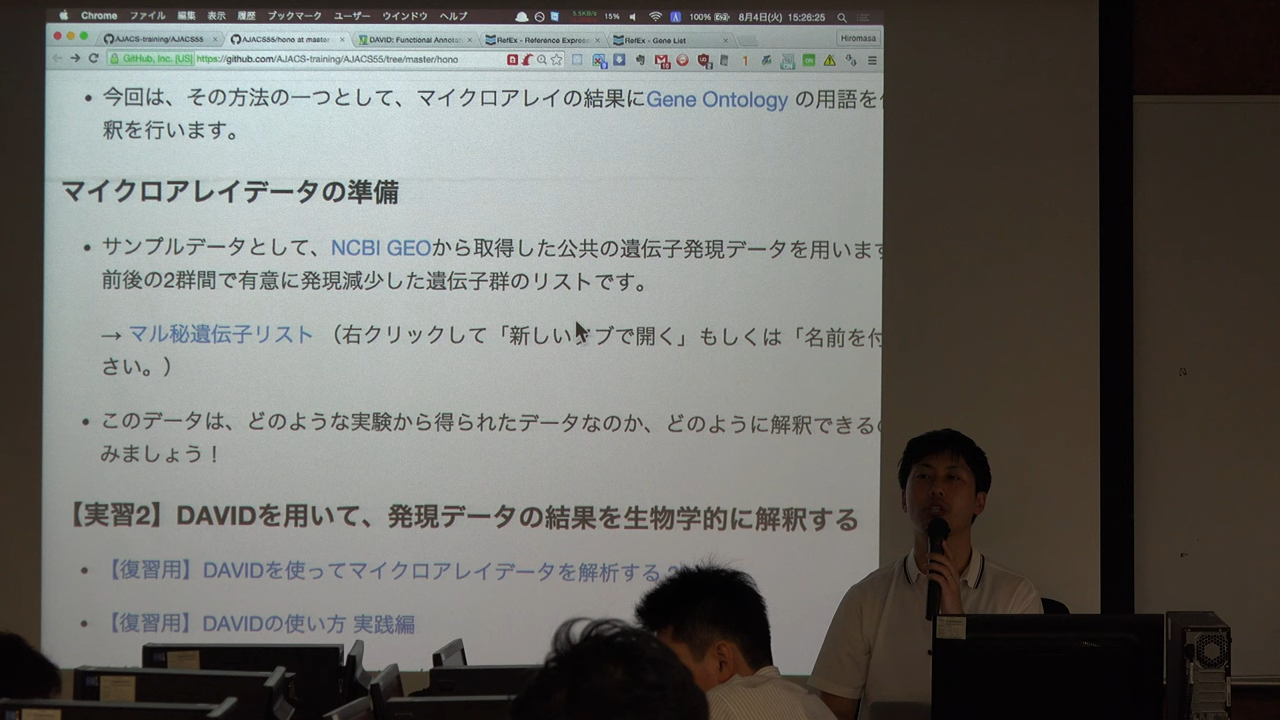 Chrome ファイル 編集 表示 履歴 ブックマーク ユーザー ウインドウ ヘルプ 15% 100% 8月4日(火) 15:26:25
AJACS-training/AJACS55 AJACS55/hono at master DAVID: Functional Annotat RefEx - Reference Express RefEx - Gene List Hiromasa
GitHub, Inc. [US] https://github.com/AJACS-training/AJACS55/tree/master/hono
今回は、その方法の一つとして、マイクロアレイの結果にGene Ontology の用語を
釈を行います。
マイクロアレイデータの準備
サンプルデータとして、NCBI GEOから取得した公共の遺伝子発現データを用います
前後の2群間で有意に発現減少した遺伝子群のリストです。
→ マル秘遺伝子リスト （右クリックして「新しいタブで開く」もしくは「名前を付
さい。）
このデータは、どのような実験から得られたデータなのか、どのように解釈できる
みましょう！
【実習2】DAVIDを用いて、発現データの結果を生物学的に解釈する
【復習用】DAVIDを使ってマイクロアレイデータを解析する
【復習用】DAVIDの使い方 実践編